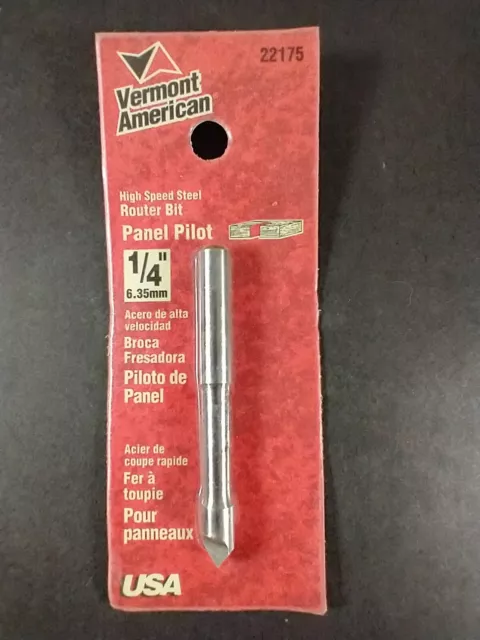 22175
Vermont
American
High Speed Steel
Router Bit
Panel Pilot
1/4"
6.35mm
Acero de alta
velocidad
Broca
Fresadora
Piloto de
Panel
Acier de
coupe rapide
Fer à
toupie
Pour
panneaux
USA